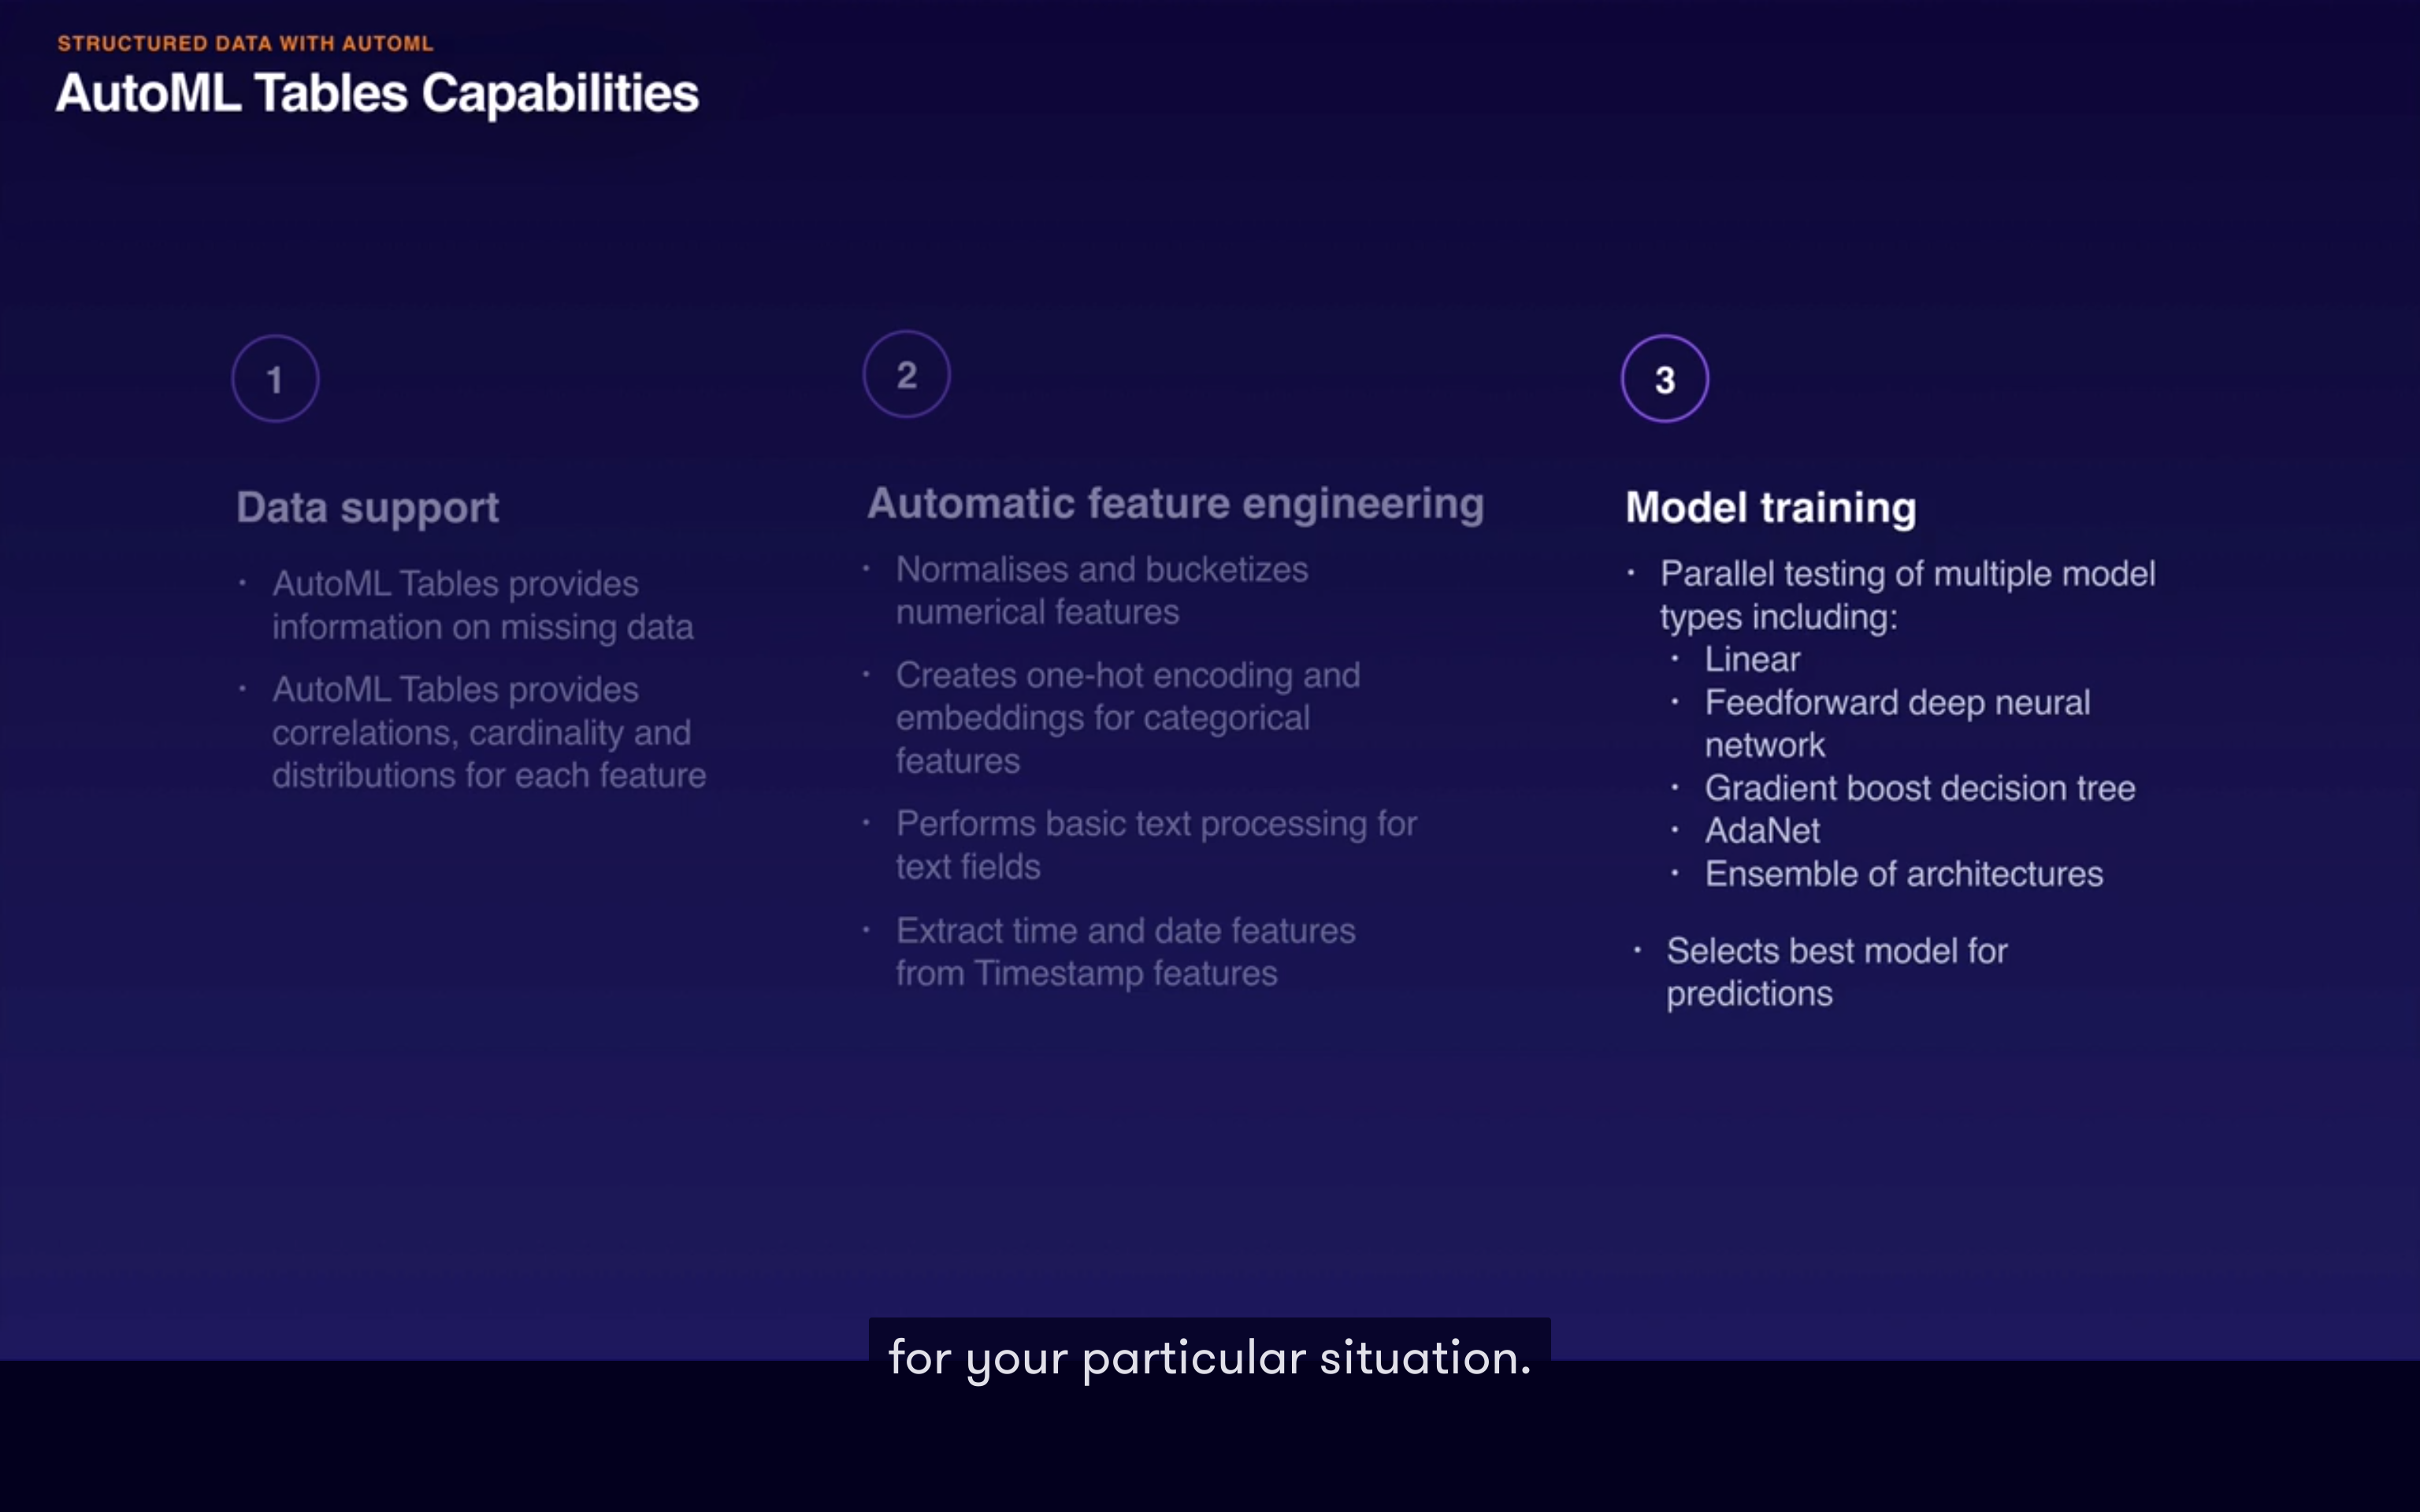 STRUCTURED DATA WITH AUTOML
AutoML Tables Capabilities
1
Data support
• AutoML Tables provides
information on missing data
• AutoML Tables provides
correlations, cardinality and
distributions for each feature
2
Automatic feature engineering
• Normalises and bucketizes
numerical features
• Creates one-hot encoding and
embeddings for categorical
features
• Performs basic text processing for
text fields
• Extract time and date features
from Timestamp features
3
Model training
• Parallel testing of multiple model
types including:
• Linear
• Feedforward deep neural
network
• Gradient boost decision tree
• AdaNet
• Ensemble of architectures
• Selects best model for
predictions
for your particular situation.